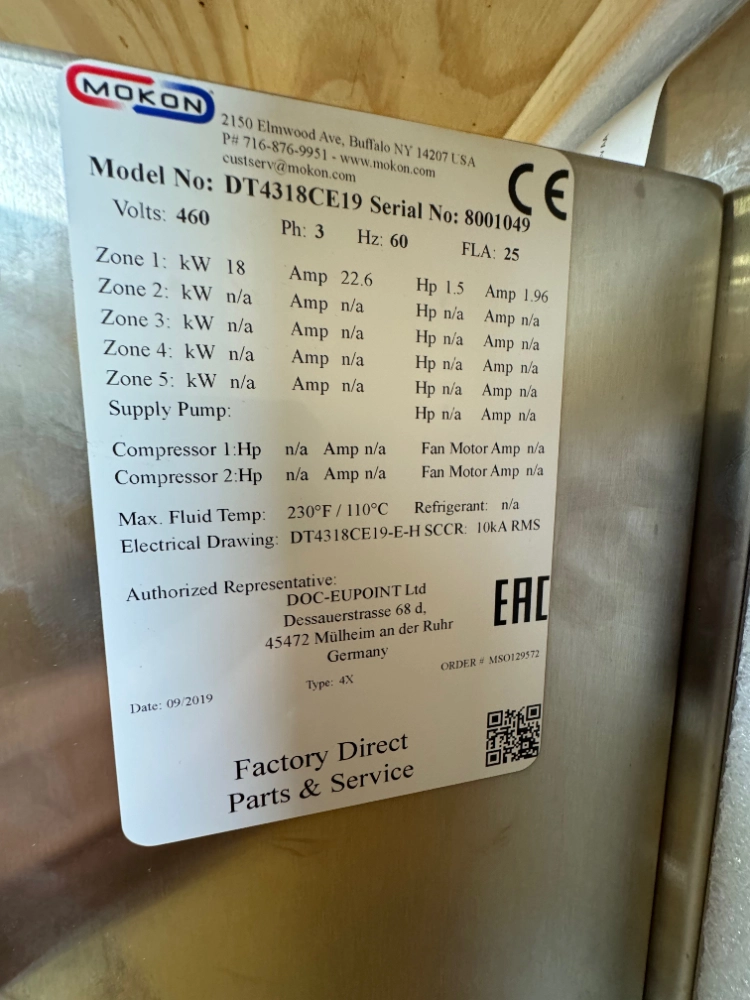 MOKON
2150 Elmwood Ave, Buffalo NY 14207 USA
P# 716-876-9951 - www.mokon.com
custserv@mokon.com
CE
Model No: DT4318CE19 Serial No: 8001049
Volts: 460 Ph: 3 Hz: 60 FLA: 25
Zone 1: kW 18 Amp 22.6 Hp 1.5 Amp 1.96
Zone 2: kW n/a Amp n/a Hp n/a Amp n/a
Zone 3: kW n/a Amp n/a Hp n/a Amp n/a
Zone 4: kW n/a Amp n/a Hp n/a Amp n/a
Zone 5: kW n/a Amp n/a Hp n/a Amp n/a
Supply Pump: Hp n/a Amp n/a
Compressor 1:Hp n/a Amp n/a Fan Motor Amp n/a
Compressor 2:Hp n/a Amp n/a Fan Motor Amp n/a
Max. Fluid Temp: 230°F / 110°C Refrigerant: n/a
Electrical Drawing: DT4318CE19-E-H SCCR: 10kA RMS
Authorized Representative:
DOC-EUPOINT Ltd
Dessauerstrasse 68 d,
45472 Mülheim an der Ruhr
Germany
EAC
Type: 4X
ORDER # MSO129572
Date: 09/2019
Factory Direct
Parts & Service